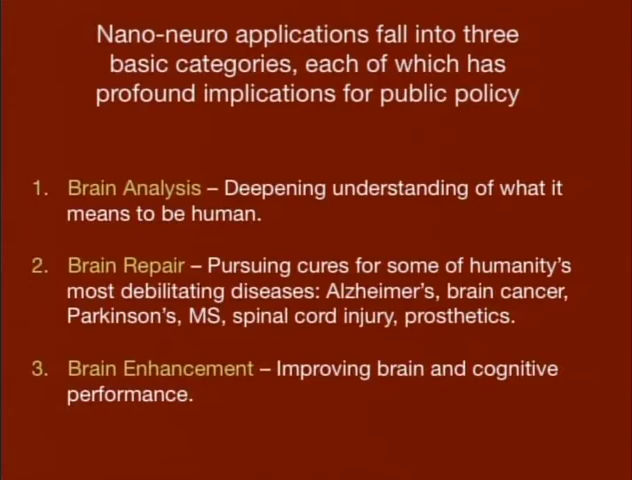 Nano-neuro applications fall into three
basic categories, each of which has
profound implications for public policy
1. Brain Analysis – Deepening understanding of what it
means to be human.
2. Brain Repair – Pursuing cures for some of humanity’s
most debilitating diseases: Alzheimer’s, brain cancer,
Parkinson’s, MS, spinal cord injury, prosthetics.
3. Brain Enhancement – Improving brain and cognitive
performance.